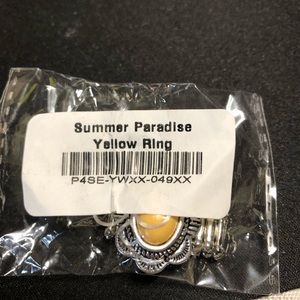 Summer Paradise
Yellow Ring
P4SE-YWXX-049XX